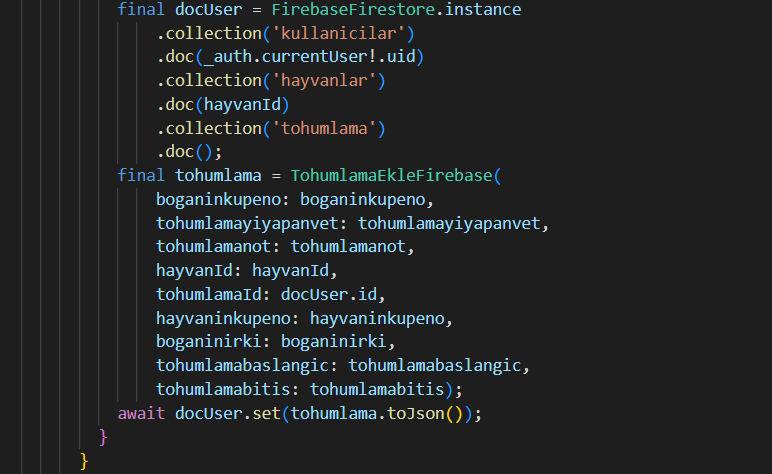 final docUser = FirebaseFirestore.instance
.collection('kullanicilar')
.doc(_auth.currentUser!.uid)
.collection('hayvanlar')
.doc(hayvanId)
.collection('tohumlama')
.doc();
final tohumlama = TohumlamaEkleFirebase(
boganinkupeno: boganinkupeno,
tohumlamayiyapanvet: tohumlamayiyapanvet,
tohumlamanot: tohumlamanot,
hayvanId: hayvanId,
tohumlamaId: docUser.id,
hayvaninkupeno: hayvaninkupeno,
boganinirki: boganinirki,
tohumlamabaslangic: tohumlamabaslangic,
tohumlamabitis: tohumlamabitis);
await docUser.set(tohumlama.toJson());
}
}